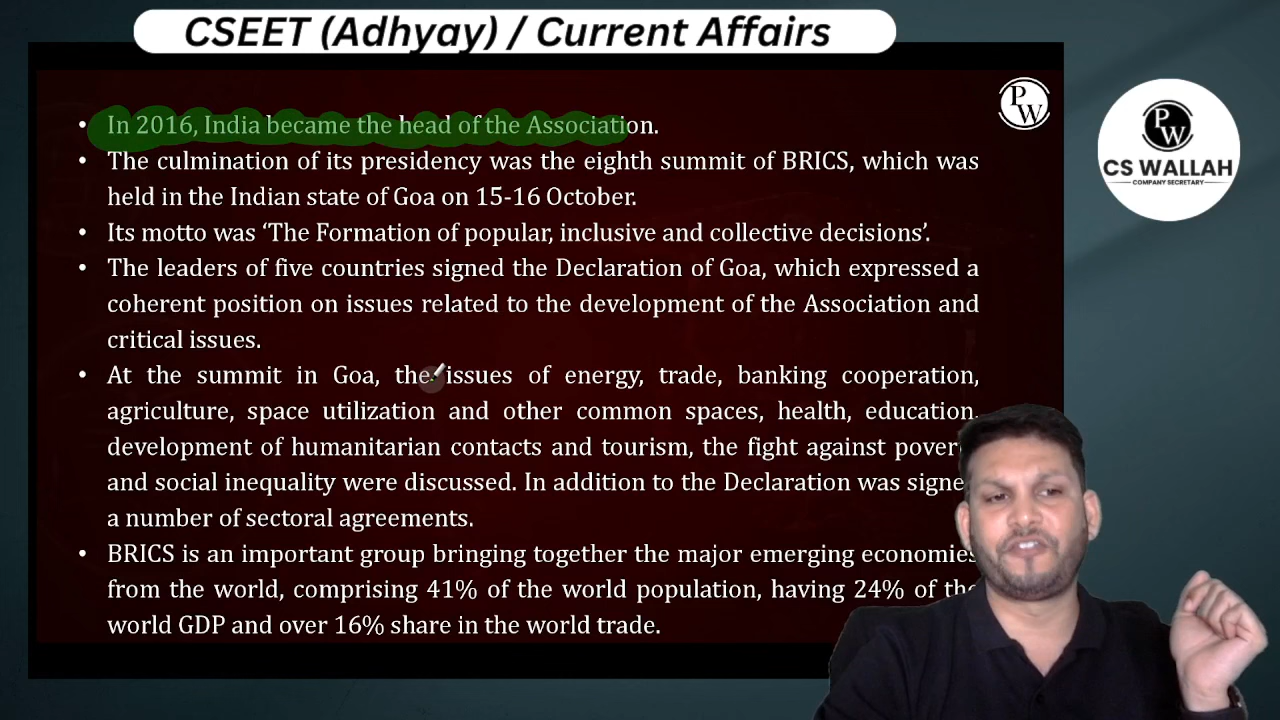 CSEET (Adhyay) / Current Affairs
• In 2016, India became the head of the Association.
• The culmination of its presidency was the eighth summit of BRICS, which was
held in the Indian state of Goa on 15-16 October.
• Its motto was ‘The Formation of popular, inclusive and collective decisions’.
• The leaders of five countries signed the Declaration of Goa, which expressed a
coherent position on issues related to the development of the Association and
critical issues.
• At the summit in Goa, the issues of energy, trade, banking cooperation,
agriculture, space utilization and other common spaces, health, education,
development of humanitarian contacts and tourism, the fight against
and social inequality were discussed. In addition to the Declaration was
a number of sectoral agreements.
• BRICS is an important group bringing together the major emerging economies
from the world, comprising 41% of the world population, having 24% of the
world GDP and over 16% share in the world trade.
PW
PW
CS WALLAH
COMPANY SECRETARY